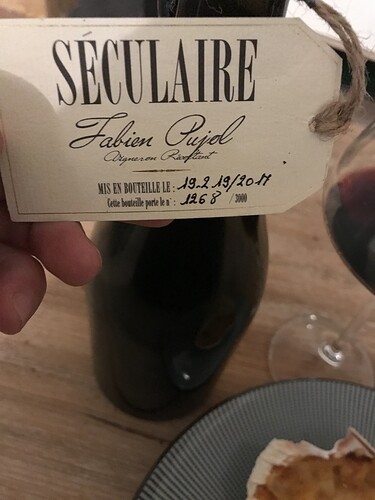 SÉCULAIRE
Fabien Pujol
Vigneron Récoltant
MIS EN BOUTEILLE LE : 19.2 19/2017
Cette bouteille porte le n° : 1268 / 3000